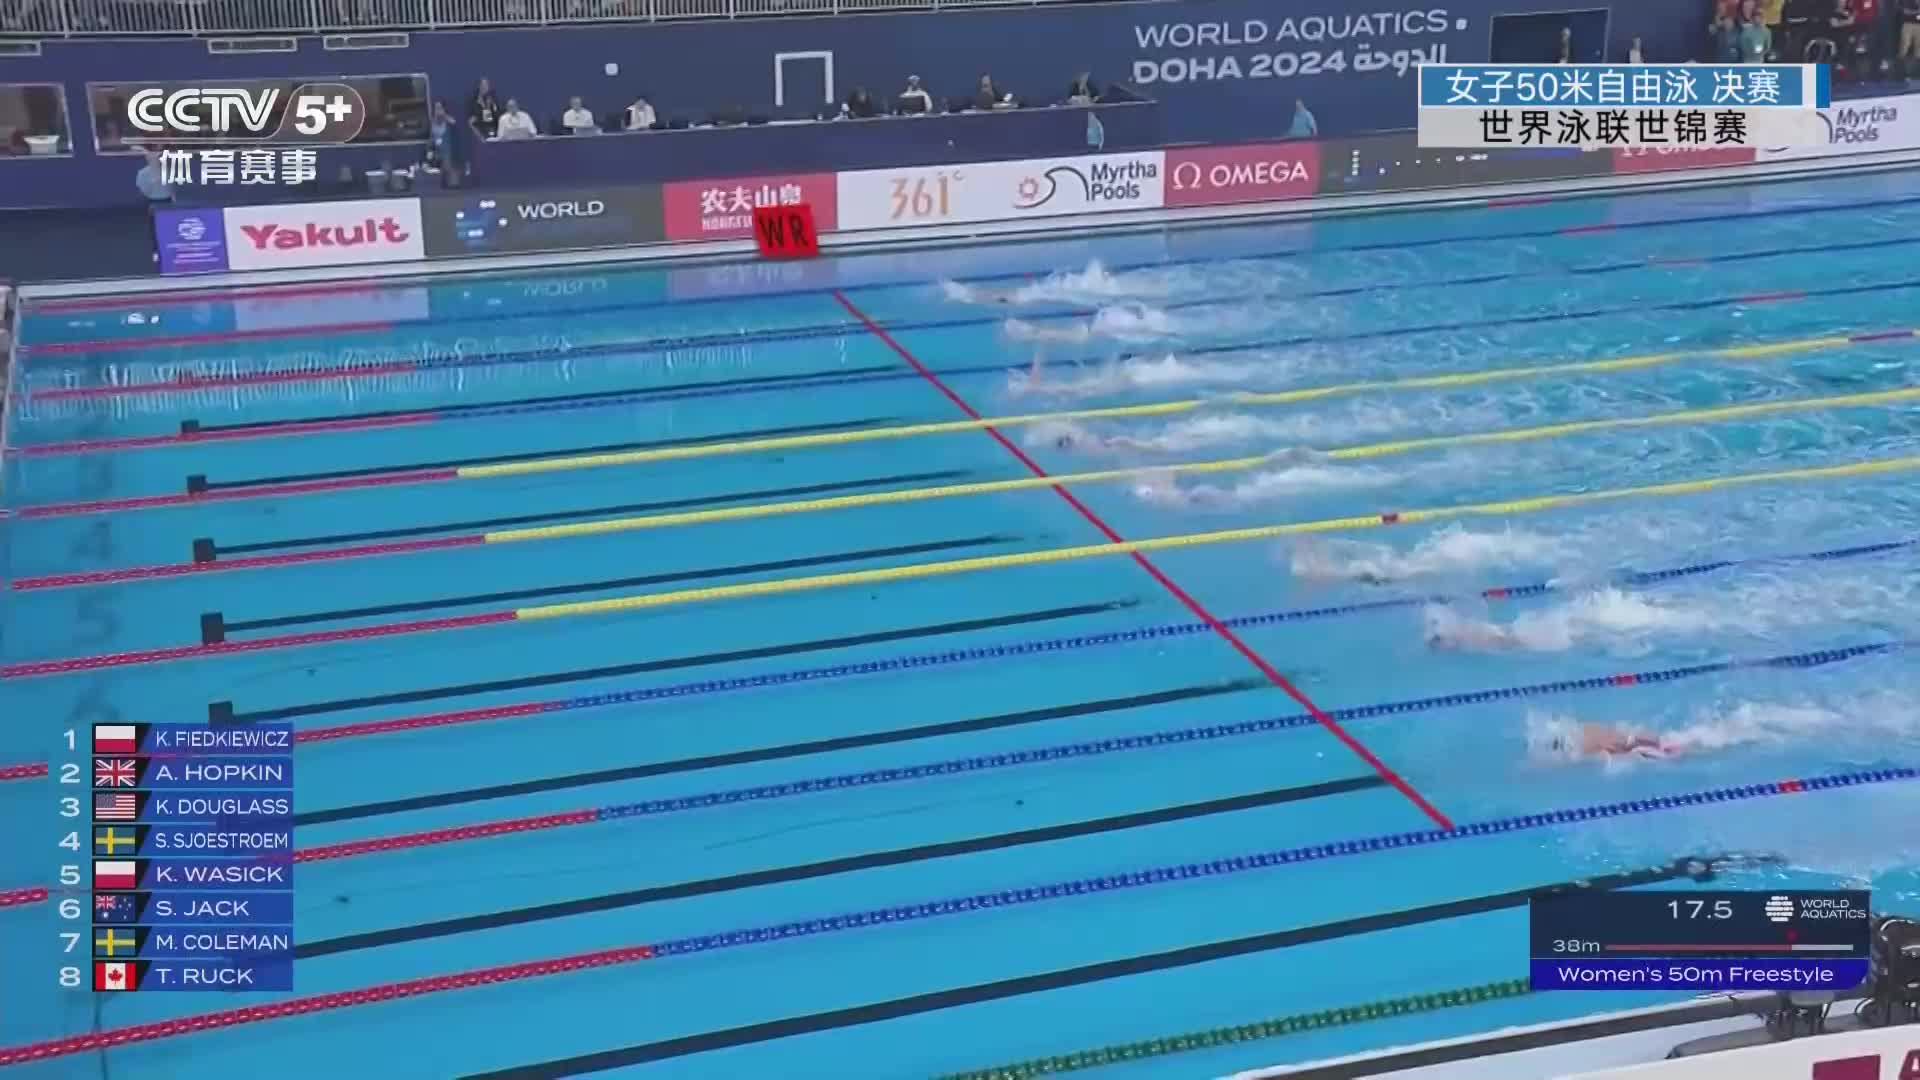 WORLD AQUATICS
DOHA 2024 الدوحة
CCTV 5+
体育赛事
女子50米自由泳 决赛
世界泳联世锦赛
Myrtha Pools
Yakult
WORLD
农夫山泉
WR
361°
Myrtha Pools
Ω OMEGA
1 K. FIEDKIEWICZ
2 A. HOPKIN
3 K. DOUGLASS
4 S. SJOESTROEM
5 K. WASICK
6 S. JACK
7 M. COLEMAN
8 T. RUCK
17.5 WORLD AQUATICS
38m
Women's 50m Freestyle